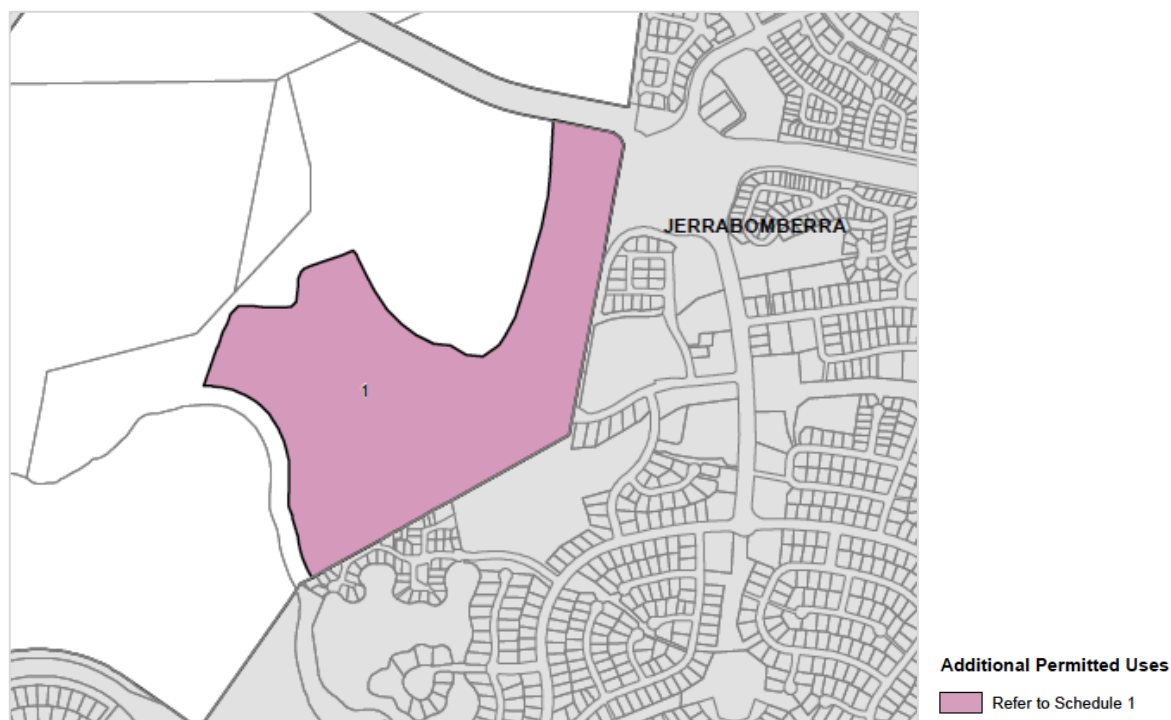 JERRABOMBERRA
1
Additional Permitted Uses
Refer to Schedule 1